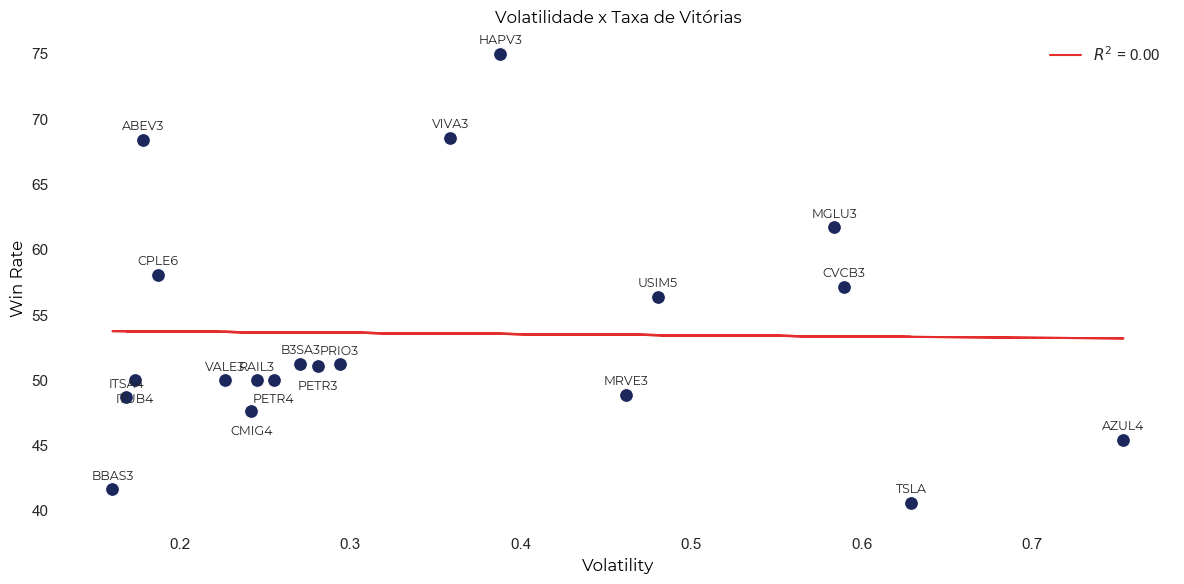 Volatilidade x Taxa de Vitórias
HAPV3
R² = 0.00
ABEV3
VIVA3
MGLU3
CPLE6
CVCB3
USIM5
B3SA3
PRIO3
VALE3
RAIL3
PETR3
ITSA4
ITUB4
PETR4
MRVE3
CMIG4
AZUL4
BBAS3
TSLA
75
70
65
60
55
50
45
40
Win Rate
0.2 0.3 0.4 0.5 0.6 0.7
Volatility